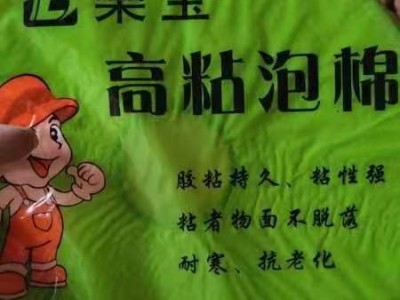 高粘泡棉
胶粘持久、粘性强
粘者物面不脱落
耐寒、抗老化